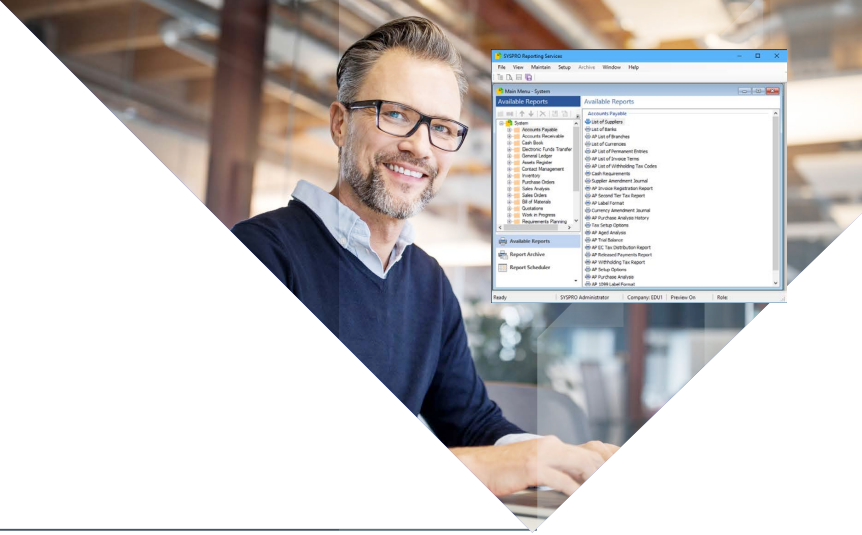 SYSPRO Reporting Services
File View Maintain Setup Archive Window Help
Main Menu - System
Available Reports
System
Accounts Payable
Accounts Receivable
Cash Book
Electronic Funds Transfer
General Ledger
Assets Register
Contact Management
Inventory
Purchase Orders
Sales Analysis
Sales Orders
Bill of Materials
Quotations
Work in Progress
Requirements Planning
Available Reports
Report Archive
Report Scheduler
Available Reports
Accounts Payable
List of Suppliers
List of Banks
AP List of Branches
List of Currencies
AP List of Permanent Entries
AP List of Invoice Terms
AP List of Withholding Tax Codes
Cash Requirements
Supplier Amendment Journal
AP Invoice Registration Report
AP Second Tier Tax Report
AP Label Format
Currency Amendment Journal
AP Purchase Analysis History
Tax Setup Options
AP Aged Analysis
AP Trial Balance
AP EC Tax Distribution Report
AP Released Payments Report
AP Withholding Tax Report
AP Setup Options
AP Purchase Analysis
AP 1099 Label Format
Ready SYSPRO Administrator Company: EDU1 Preview On Role: